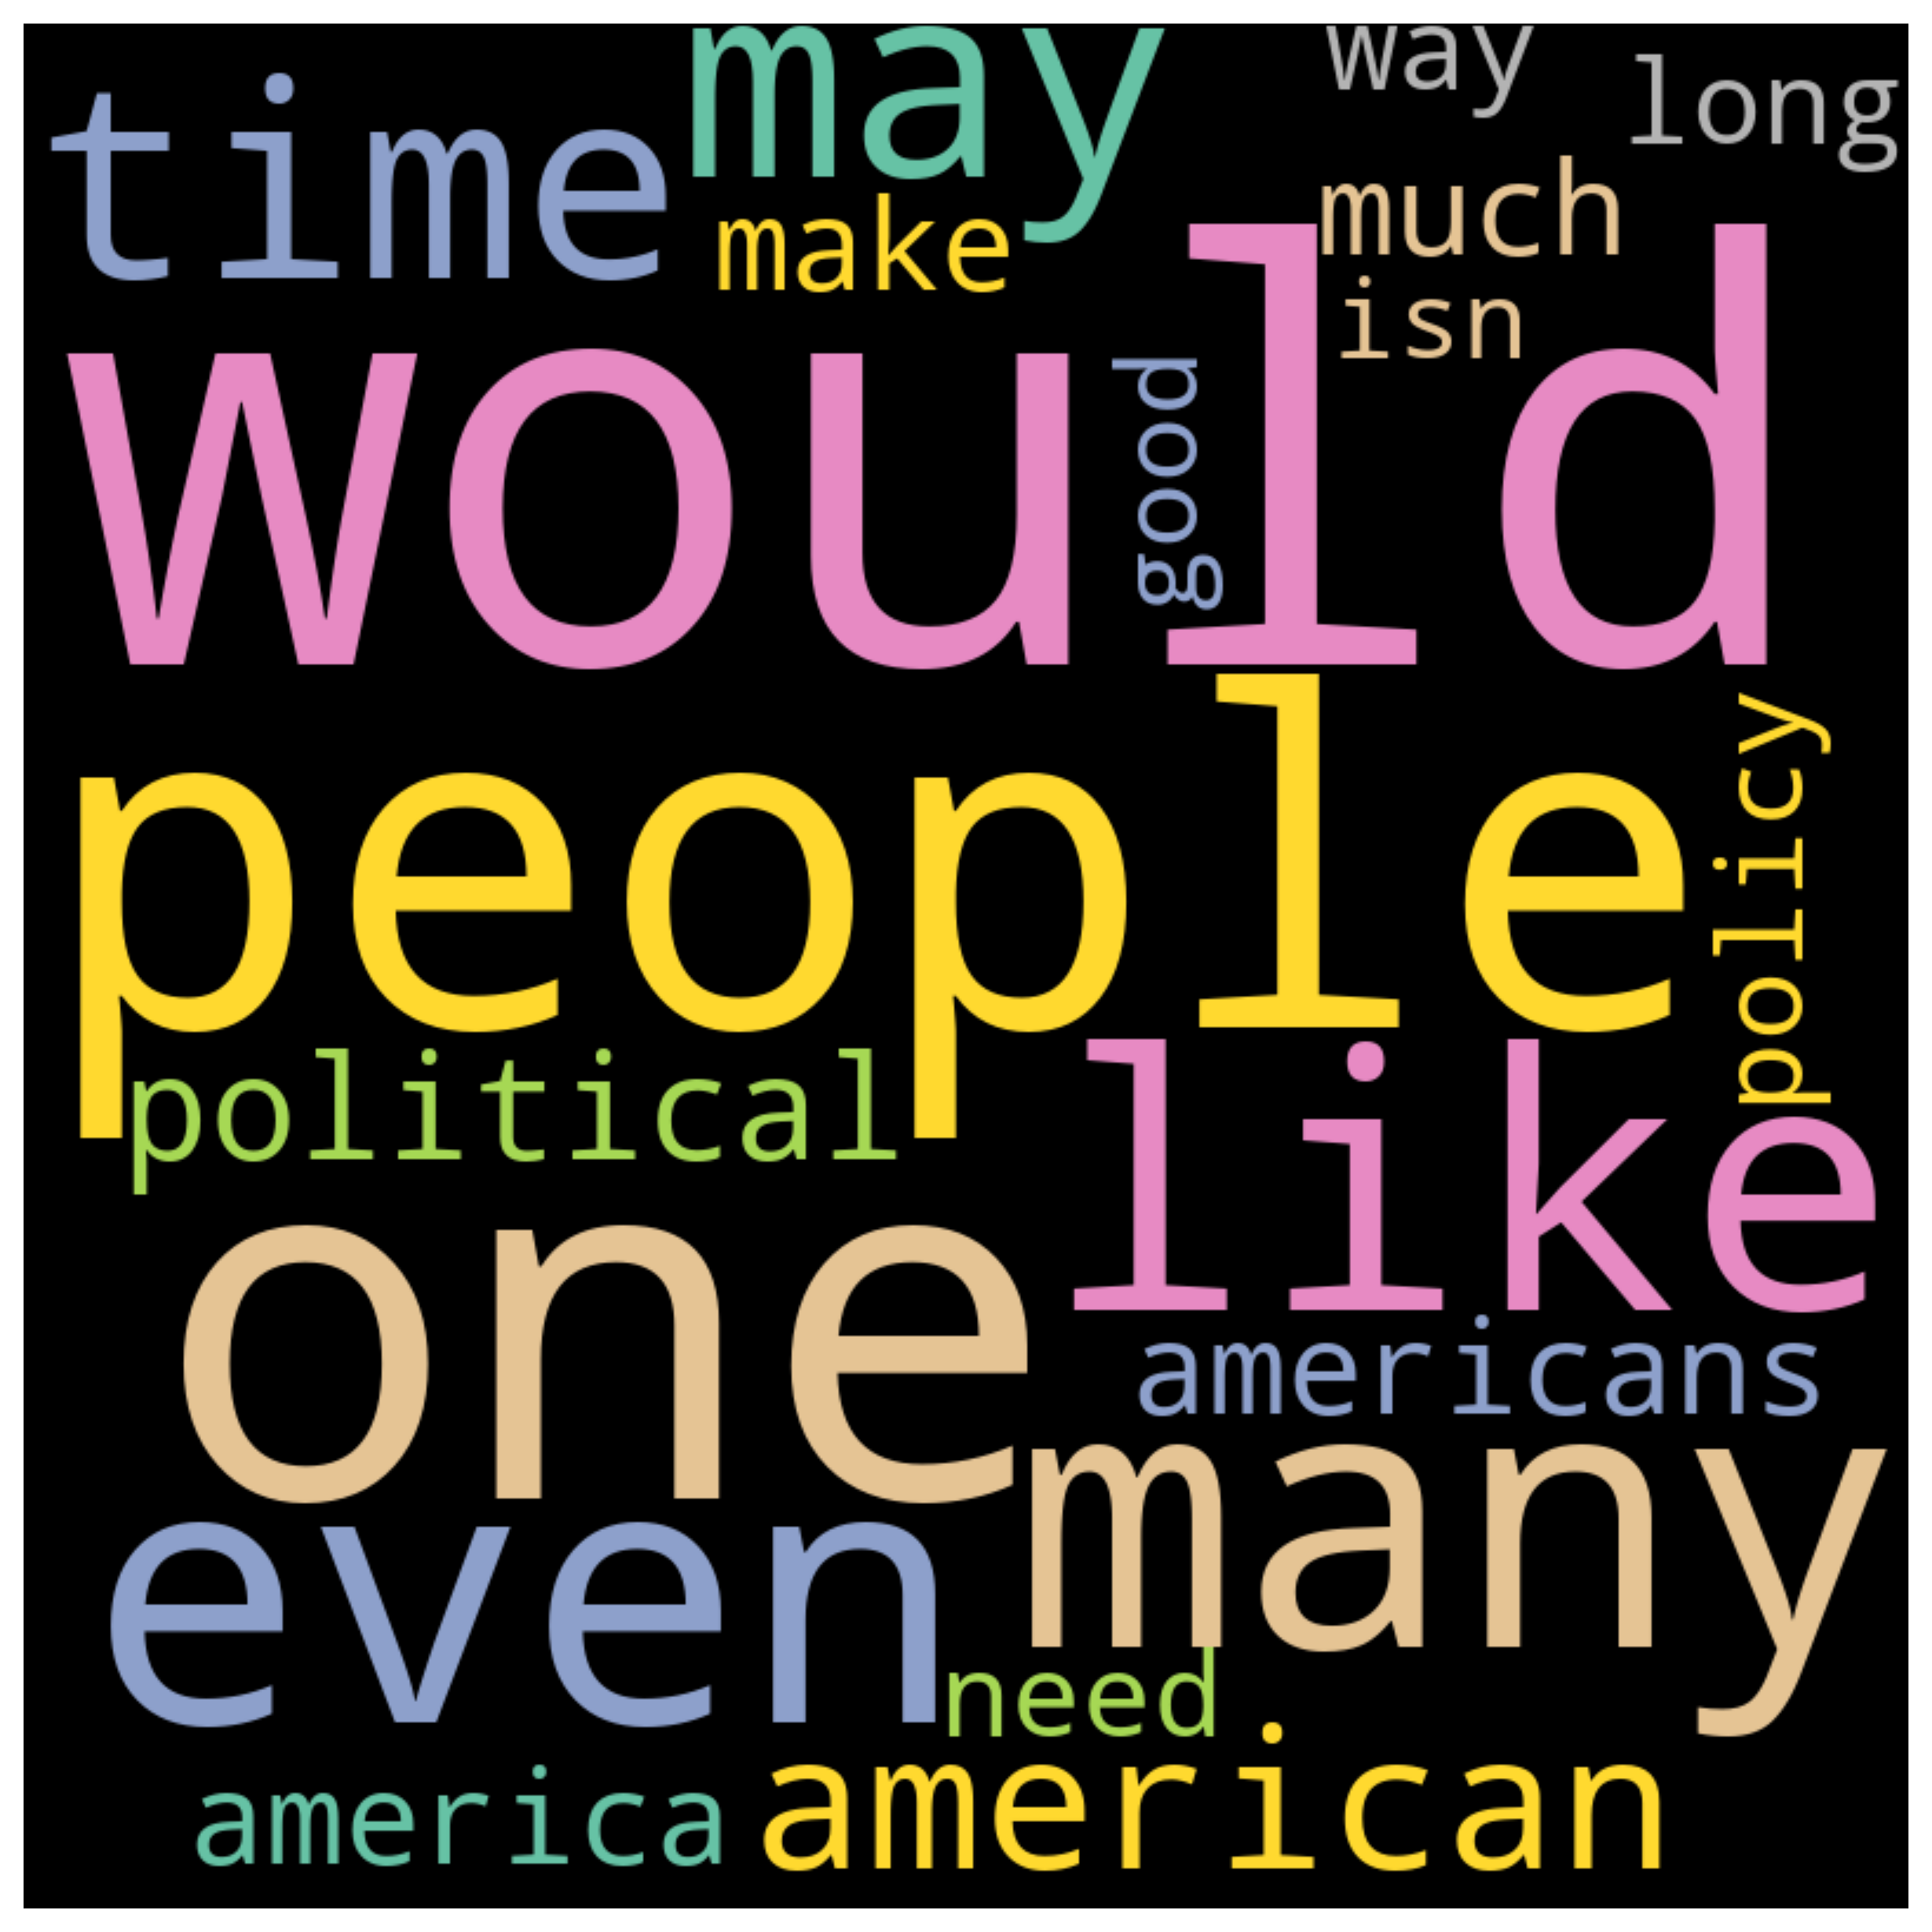 may
way
long
time
much
make
isn
would
good
people
policy
political
like
one
americans
many
even
need
america
american